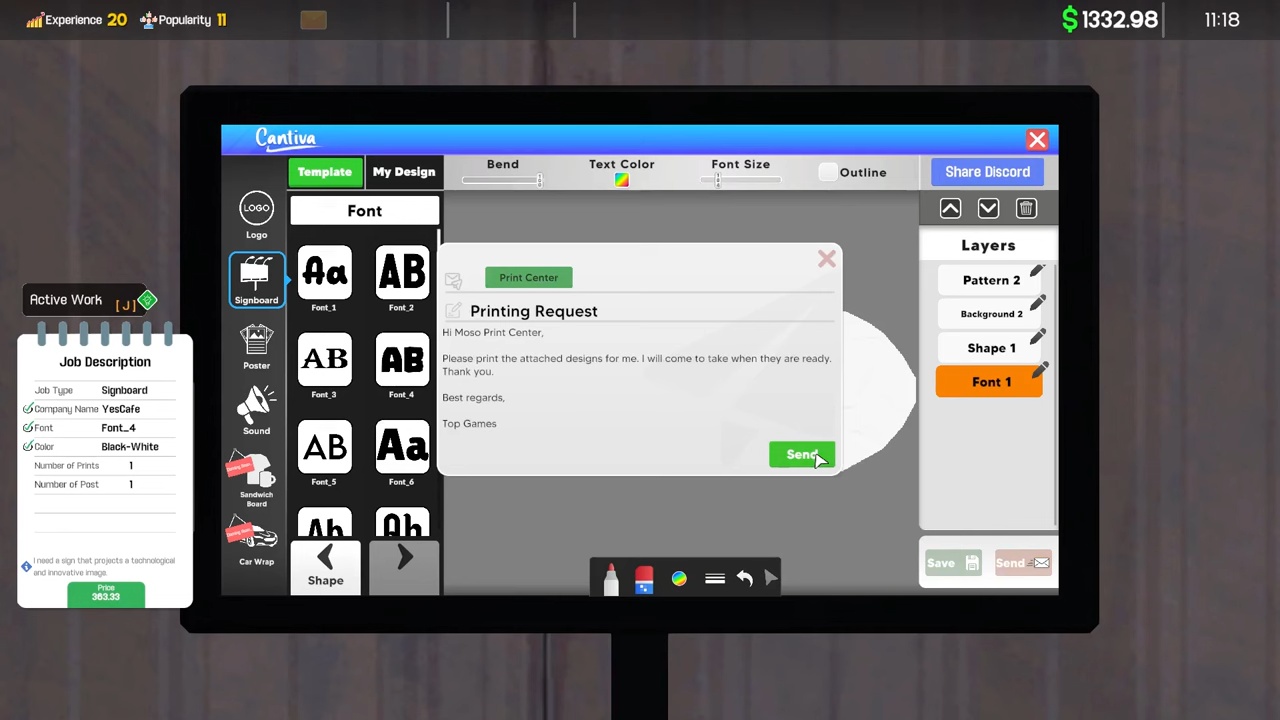 Experience 20 Popularity 11 $1332.98 11:18
Cantiva
Template My Design Bend Text Color Font Size Outline Share Discord
LOGO
Logo
Signboard
Poster
Sound
Sandwich
Board
Car Wrap
Font
Aa AB
Font_1 Font_2
AB AB
Font_3 Font_4
AB Aa
Font_5 Font_6
Ab Ah
Shape
Print Center
Printing Request
Hi Moso Print Center,
Please print the attached designs for me. I will come to take when they are ready.
Thank you.
Best regards,
Top Games
Send
Layers
Pattern 2
Background 2
Shape 1
Font 1
Save Send
Active Work [J]
Job Description
Job Type Signboard
Company Name YesCafe
Font Font_4
Color Black-White
Number of Prints 1
Number of Post 1
I need a sign that projects a technological
and innovative image.
Price
363.33